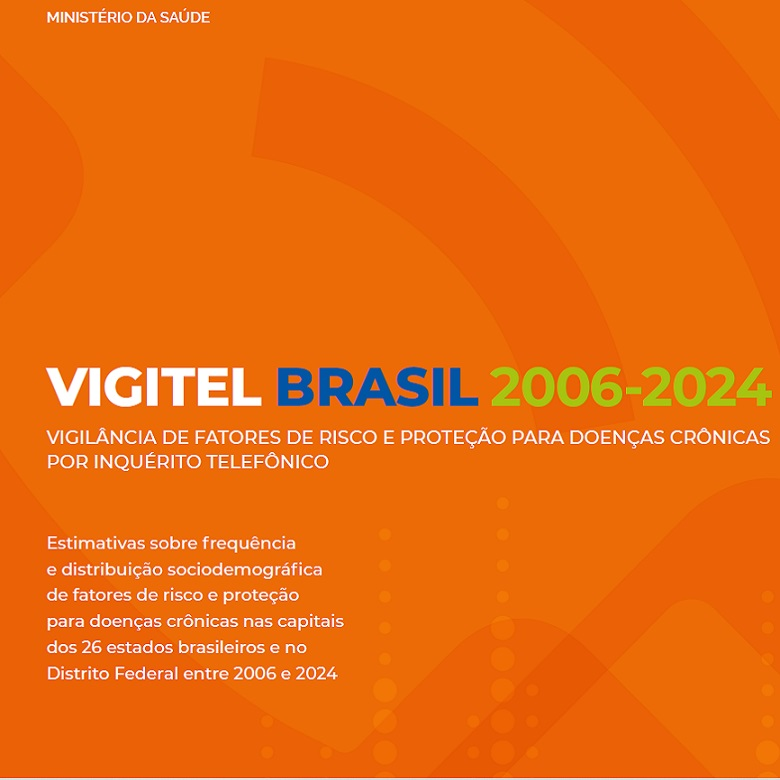 MINISTÉRIO DA SAÚDE
VIGITEL BRASIL 2006-2024
VIGILÂNCIA DE FATORES DE RISCO E PROTEÇÃO PARA DOENÇAS CRÔNICAS
POR INQUÉRITO TELEFÔNICO
Estimativas sobre frequência
e distribuição sociodemográfica
de fatores de risco e proteção
para doenças crônicas nas capitais
dos 26 estados brasileiros e no
Distrito Federal entre 2006 e 2024